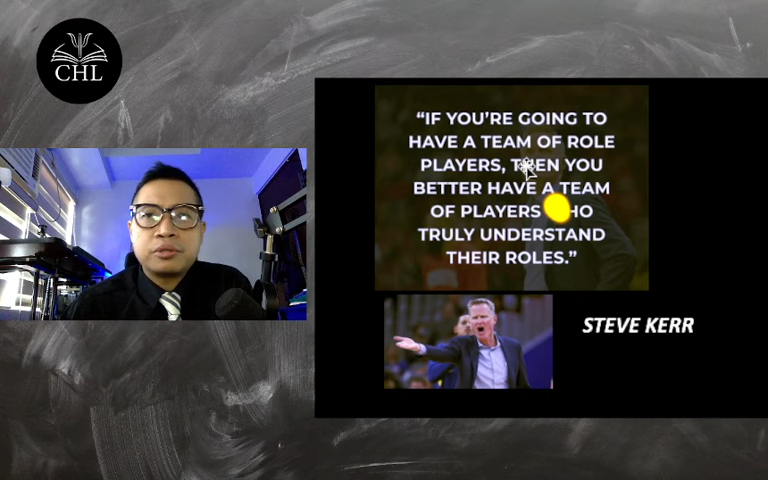 CHL
“IF YOU’RE GOING TO
HAVE A TEAM OF ROLE
PLAYERS, THEN YOU
BETTER HAVE A TEAM
OF PLAYERS WHO
TRULY UNDERSTAND
THEIR ROLES.”
STEVE KERR